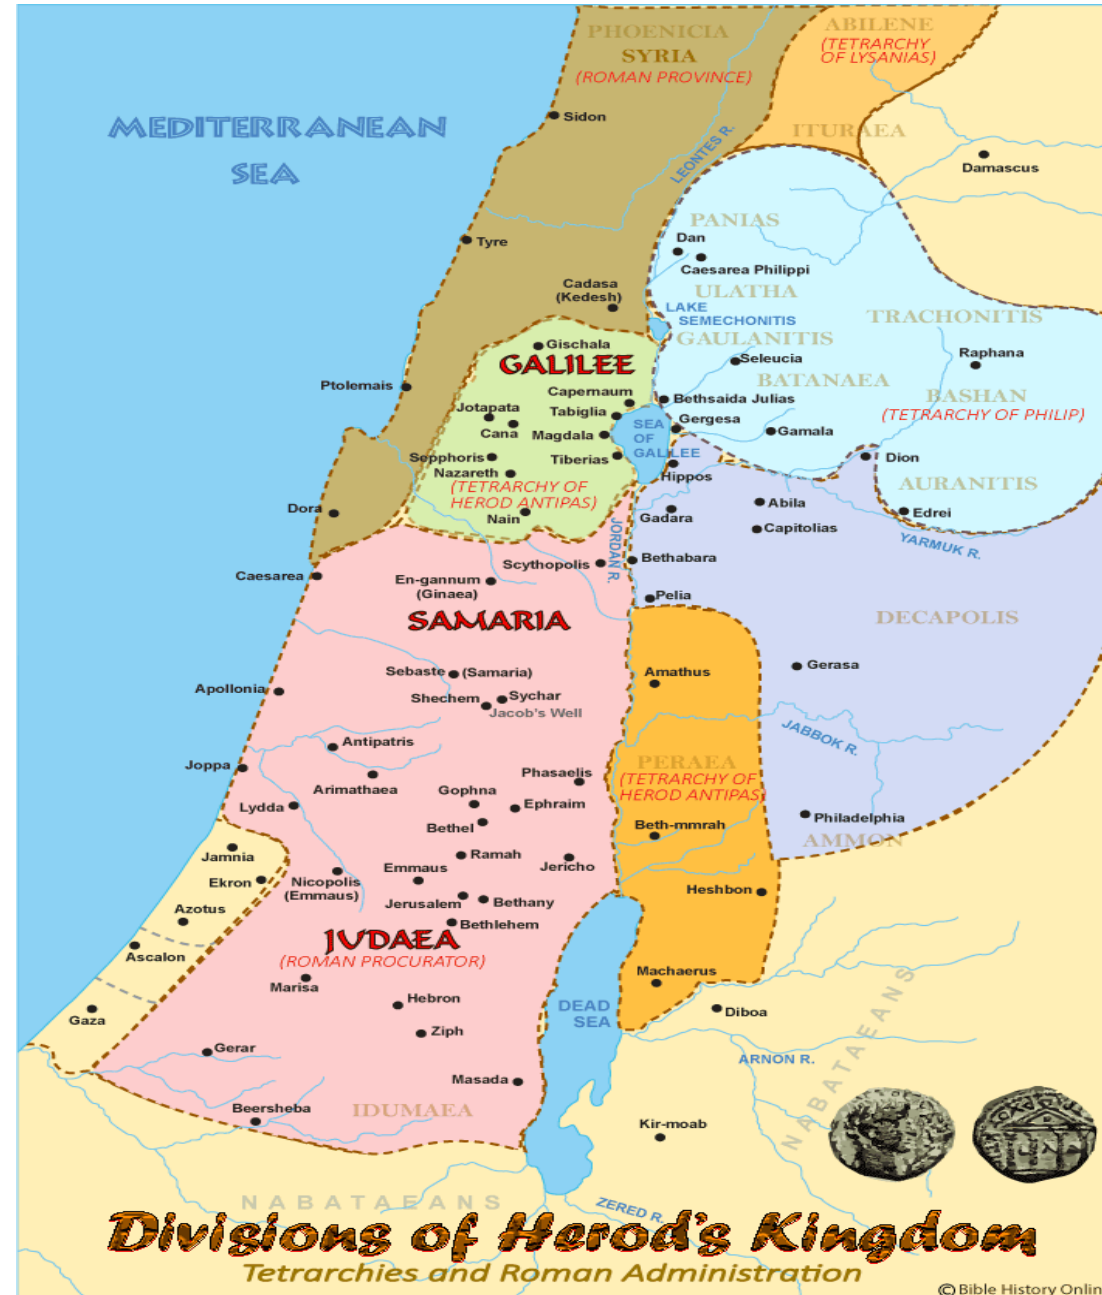 PHOENICIA
SYRIA
(ROMAN PROVINCE)
ABILENE
(TETRARCHY
OF LYSANIAS)
MEDITERRANEAN
SEA
Sidon
ITURAEA
LEONTES R.
Damascus
PANIAS
Tyre
Dan
Caesarea Philippi
Cadasa
(Kedesh)
ULATHA
LAKE
SEMECHONITIS
TRACHONITIS
GAULANITIS
Gischala
GALILEE
Seleucia
Raphana
Ptolemais
BATANAEA
Capernaum
BASHAN
(TETRARCHY OF PHILIP)
Bethsaida Julias
Jotapata
Tabiglia
Cana
Magdala
SEA
OF
GALILEE
Gergesa
Gamala
Sepphoris
Tiberias
Dion
Nazareth
Hippos
(TETRARCHY OF
HEROD ANTIPAS)
AURANITIS
Dora
Nain
Gadara
Abila
Edrei
Capitolias
JORDAN R.
YARMUK R.
Scythopolis
Bethabara
Caesarea
En-gannum
(Ginaea)
Pelia
SAMARIA
DECAPOLIS
Sebaste
(Samaria)
Amathus
Gerasa
Apollonia
Shechem
Sychar
Jacob's Well
JABBOK R.
Antipatris
Joppa
Phasaelis
PERAEA
(TETRARCHY OF
HEROD ANTIPAS)
Arimathaea
Gophna
Lydda
Ephraim
Bethel
Beth-mmrah
Philadelphia
AMMON
Jamnia
Ramah
Emmaus
Jericho
Ekron
Nicopolis
(Emmaus)
Heshbon
Azotus
Jerusalem
Bethany
Bethlehem
JUDAEA
(ROMAN PROCURATOR)
Ascalon
Marisa
Machaerus
Hebron
DEAD
SEA
Diboa
Gaza
Ziph
NABATAEANS
Gerar
ARNON R.
Masada
Beersheba
IDUMAEA
Kir-moab
NABATAEANS
ZERED R.
Divisions of Herod's Kingdom
Tetrarchies and Roman Administration
© Bible History Onlin